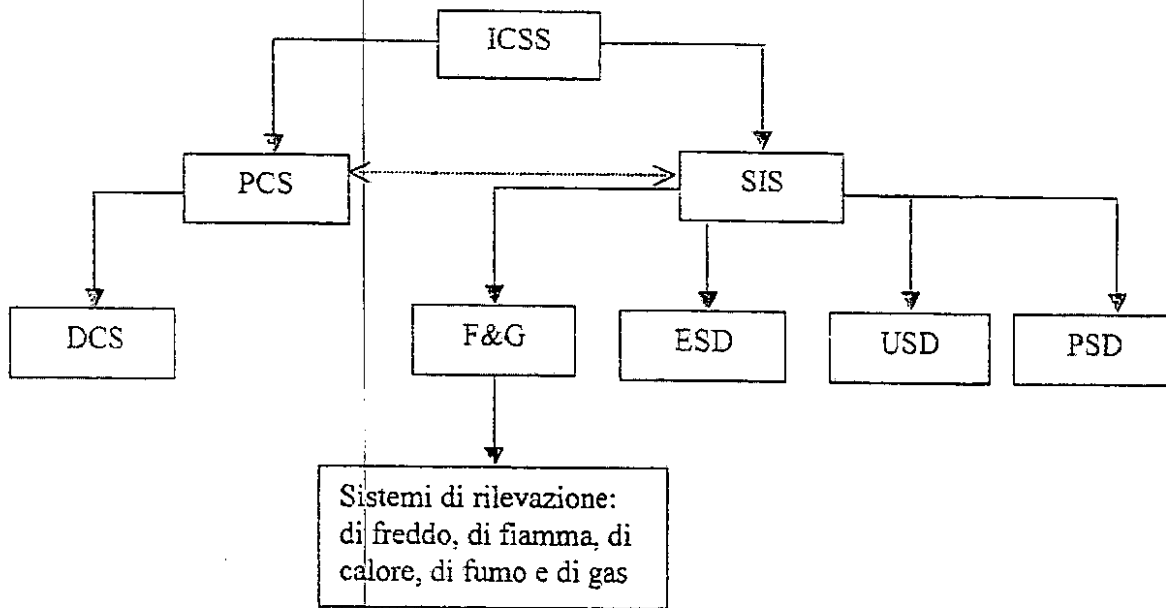 ICSS
PCS
SIS
DCS
F&G
ESD
USD
PSD
Sistemi di rilevazione:
di freddo, di fiamma, di
calore, di fumo e di gas